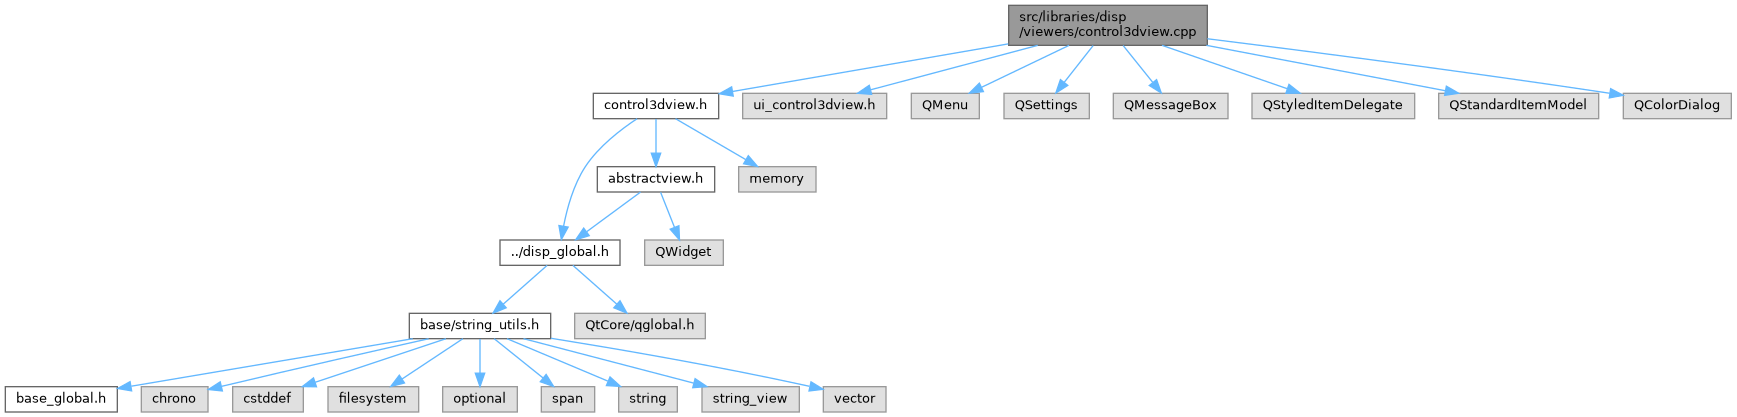 src/libraries/disp
/viewers/control3dview.cpp
control3dview.h
ui_control3dview.h
QMenu
QSettings
QMessageBox
QStyledItemDelegate
QStandardItemModel
QColorDialog
abstractview.h
memory
../disp_global.h
QWidget
base/string_utils.h
QtCore/qglobal.h
base_global.h
chrono
cstddef
filesystem
optional
span
string
string_view
vector